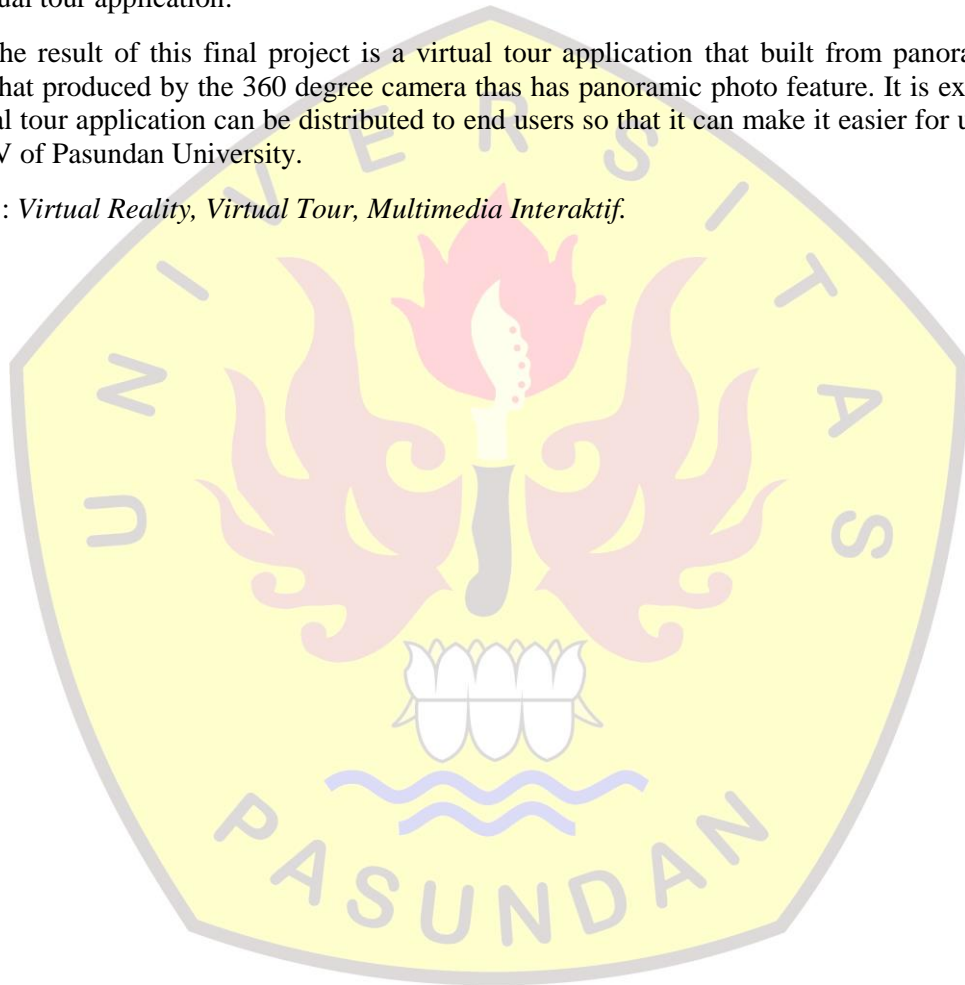 ual tour application.
he result of this final project is a virtual tour application that built from panora
hat produced by the 360 degree camera thas has panoramic photo feature. It is ex
al tour application can be distributed to end users so that it can make it easier for u
V of Pasundan University.
: Virtual Reality, Virtual Tour, Multimedia Interaktif.
UNIVERSITAS
PASUNDAN